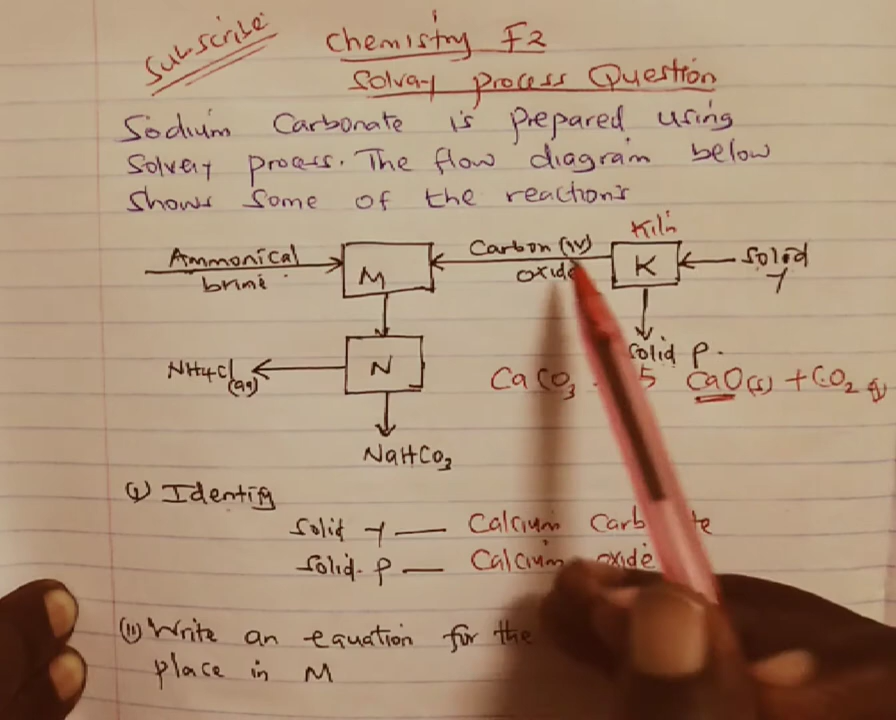 Subscribe
Chemistry F2
Solvay process Question
Sodium Carbonate is prepared using
Solvay process. The flow diagram below
shows some of the reactions
Kiln
Ammonical brine
M
Carbon (iv) oxide
K
Solid Y
Solid P.
NH4Cl(aq)
N
CaCO3 CaO(s) + CO2 (g)
NaHCO3
(i) Identify
Solid Y — Calcium Carb te
Solid P — Calcium oxide
(ii) Write an equation for the
place in M